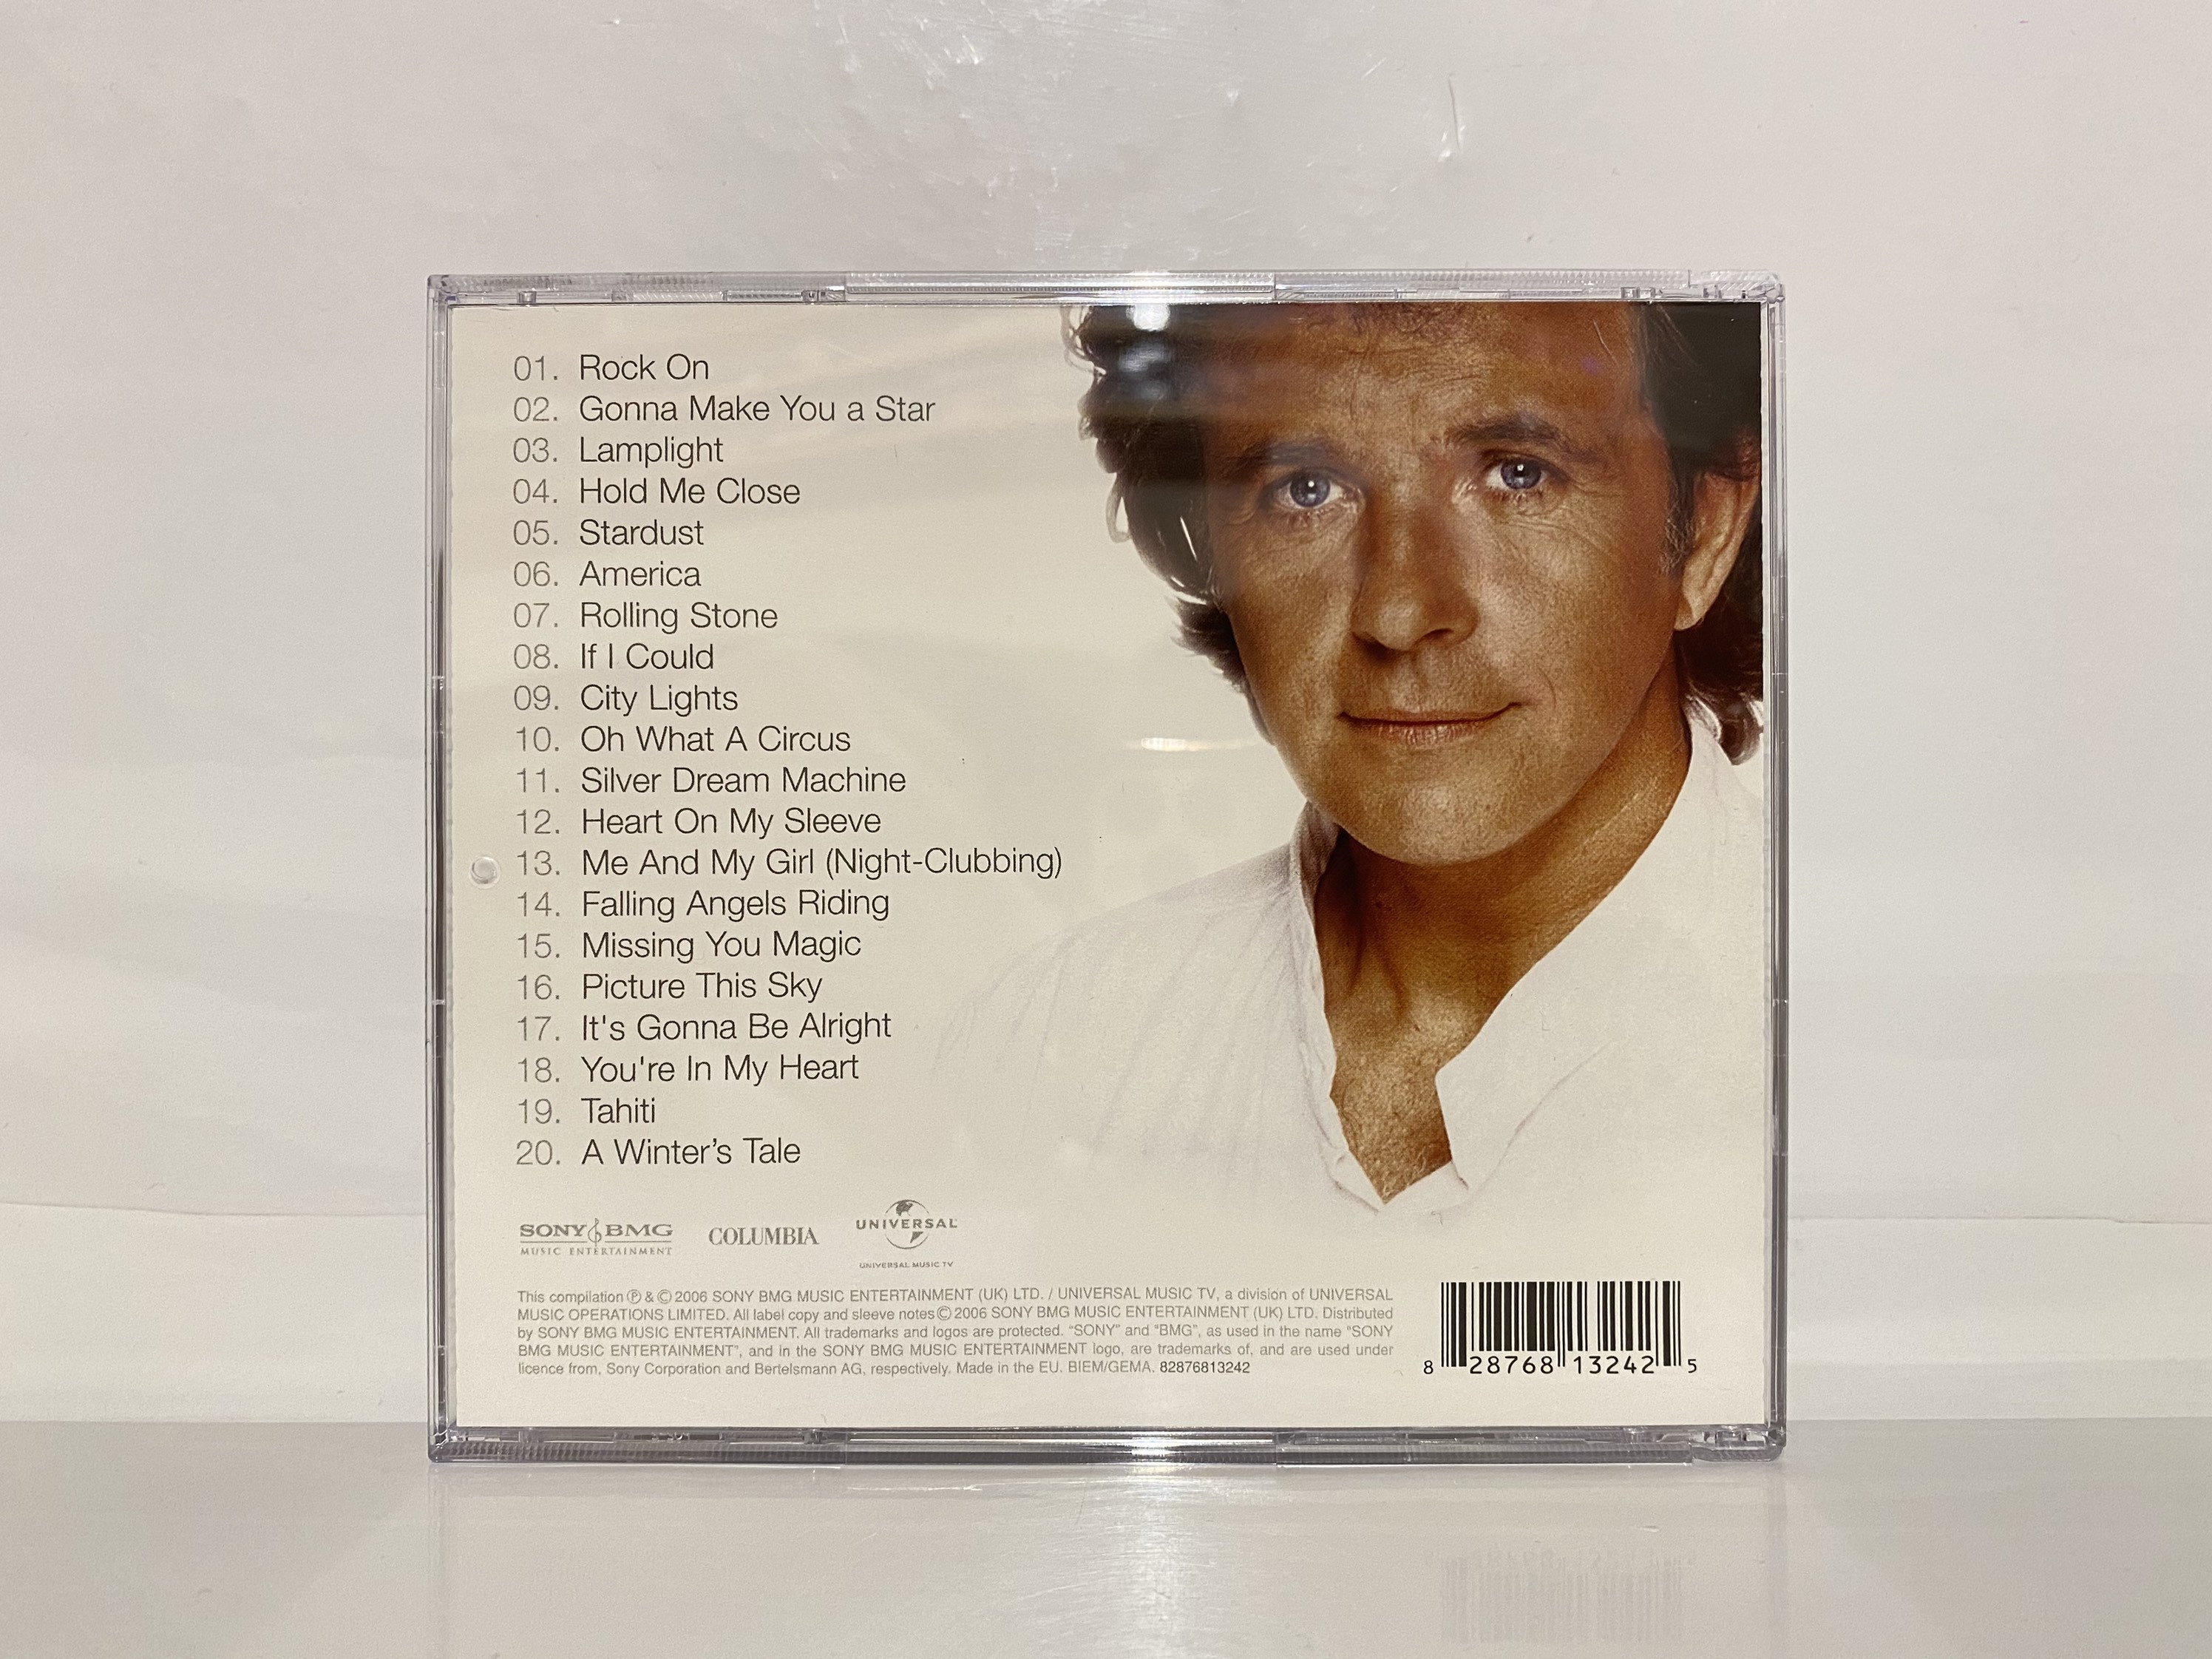 01. Rock On
02. Gonna Make You a Star
03. Lamplight
04. Hold Me Close
05. Stardust
06. America
07. Rolling Stone
08. If I Could
09. City Lights
10. Oh What A Circus
11. Silver Dream Machine
12. Heart On My Sleeve
13. Me And My Girl (Night-Clubbing)
14. Falling Angels Riding
15. Missing You Magic
16. Picture This Sky
17. It's Gonna Be Alright
18. You're In My Heart
19. Tahiti
20. A Winter’s Tale
SONY BMG
MUSIC ENTERTAINMENT
COLUMBIA
UNIVERSAL
UNIVERSAL MUSIC TV
This compilation ℗ & © 2006 SONY BMG MUSIC ENTERTAINMENT (UK) LTD. / UNIVERSAL MUSIC TV, a division of UNIVERSAL
MUSIC OPERATIONS LIMITED. All label copy and sleeve notes © 2006 SONY BMG MUSIC ENTERTAINMENT (UK) LTD. Distributed
by SONY BMG MUSIC ENTERTAINMENT. All trademarks and logos are protected. “SONY” and “BMG”, as used in the name “SONY
BMG MUSIC ENTERTAINMENT”, and in the SONY BMG MUSIC ENTERTAINMENT logo, are trademarks of, and are used under
licence from, Sony Corporation and Bertelsmann AG, respectively. Made in the EU. BIEM/GEMA. 82876813242
8 28768 13242 5